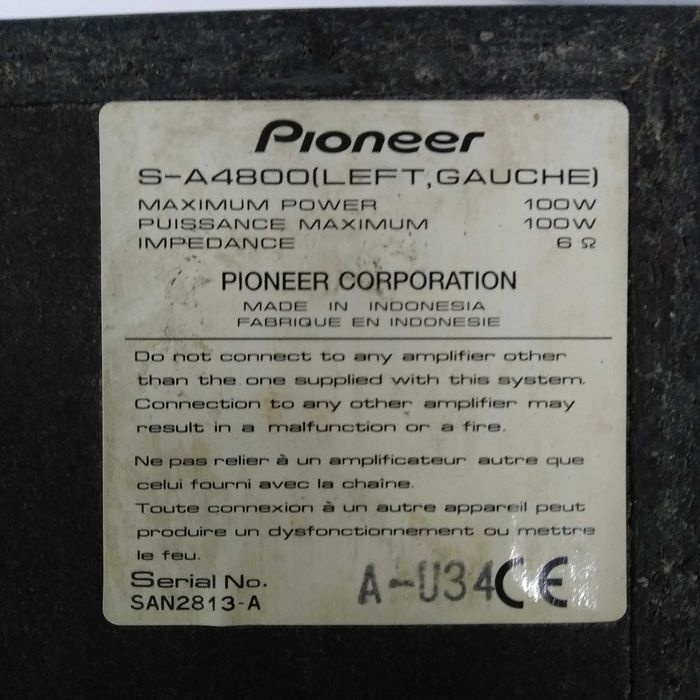 Pioneer
S-A4800(LEFT,GAUCHE)
MAXIMUM POWER 100W
PUISSANCE MAXIMUM 100W
IMPEDANCE 6 Ω
PIONEER CORPORATION
MADE IN INDONESIA
FABRIQUE EN INDONESIE
Do not connect to any amplifier other
than the one supplied with this system.
Connection to any other amplifier may
result in a malfunction or a fire.
Ne pas relier à un amplificateur autre que
celui fourni avec la chaîne.
Toute connexion à un autre appareil peut
produire un dysfonctionnement ou mettre
le feu.
Serial No.
SAN2813-A
A-U34 CE